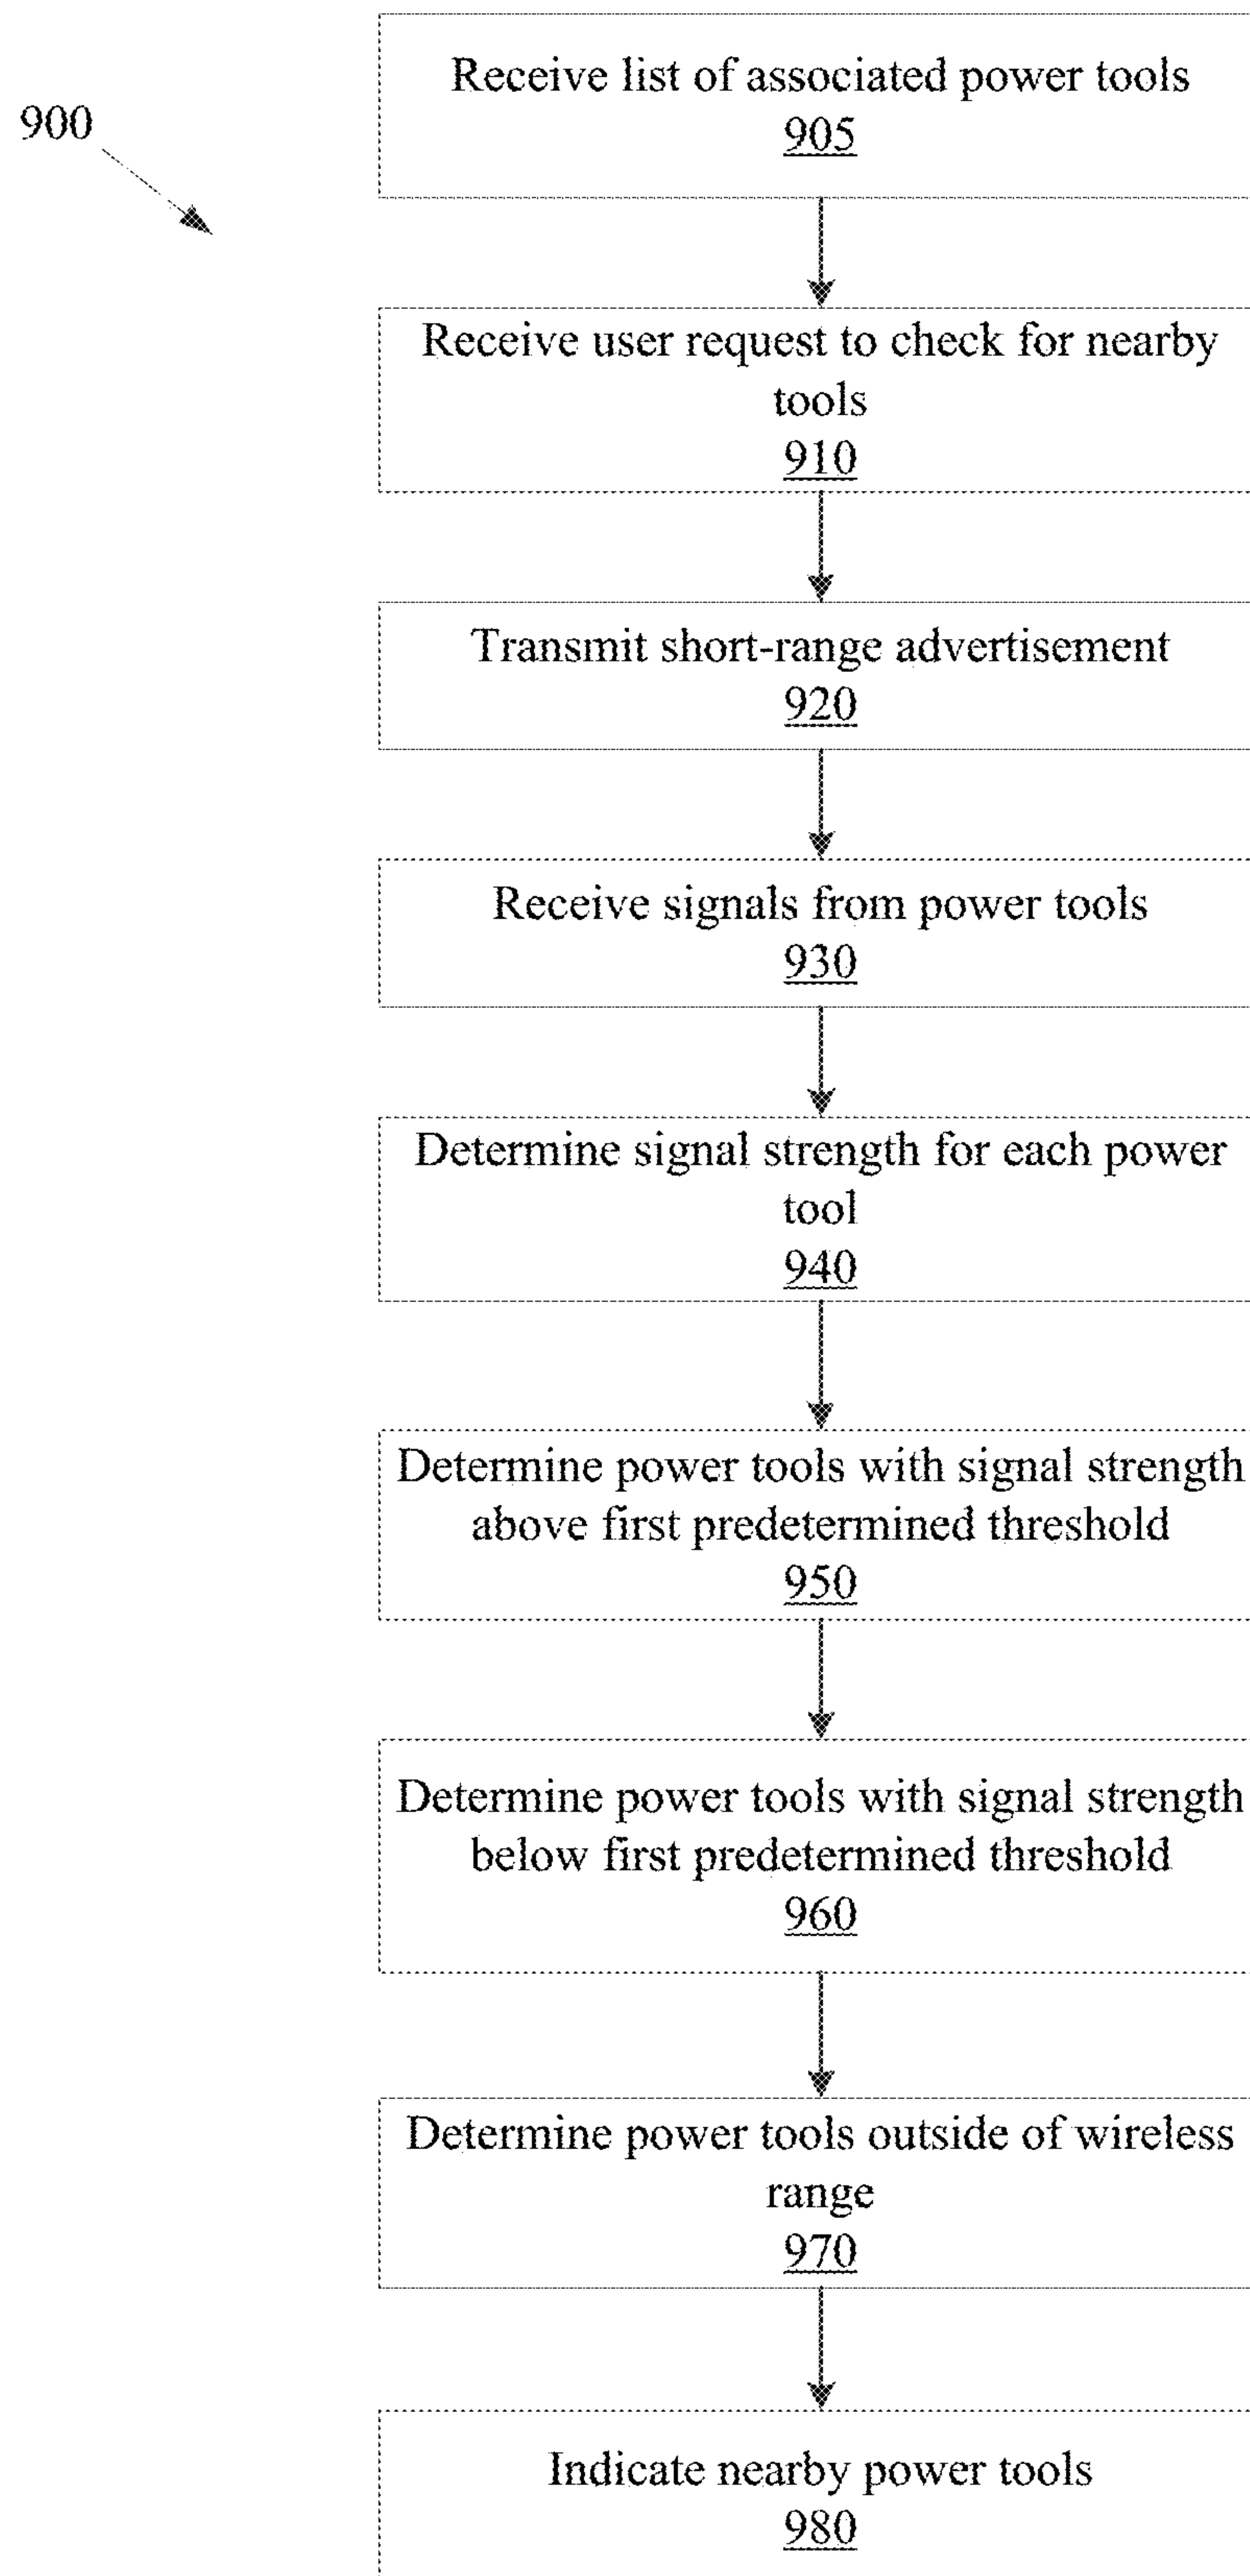 900
Receive list of associated power tools
905
Receive user request to check for nearby
tools
910
Transmit short-range advertisement
920
Receive signals from power tools
930
Determine signal strength for each power
tool
940
Determine power tools with signal strength
above first predetermined threshold
950
Determine power tools with signal strength
below first predetermined threshold
960
Determine power tools outside of wireless
range
970
Indicate nearby power tools
980